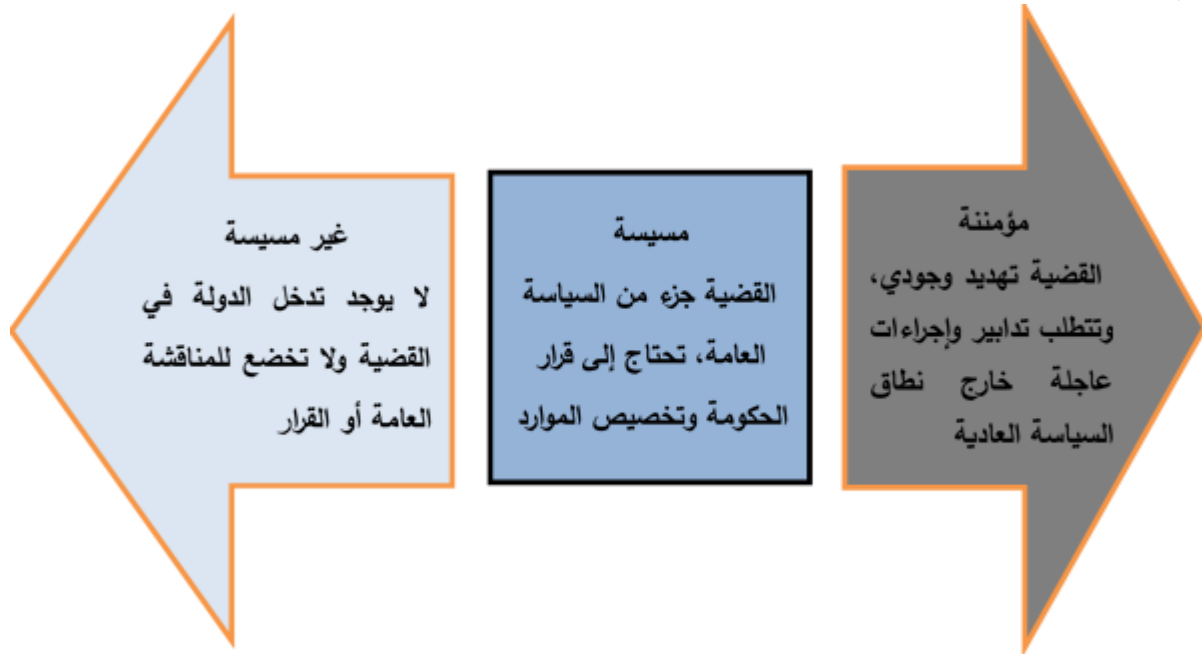 مؤمننة
القضية تهديد وجودي،
وتتطلب تدابير وإجراءات
عاجلة خارج نطاق
السياسة العادية
مسيسة
القضية جزء من السياسة
العامة، تحتاج إلى قرار
الحكومة وتخصيص الموارد
غير مسيسة
لا يوجد تدخل الدولة في
القضية ولا تخضع للمناقشة
العامة أو القرار